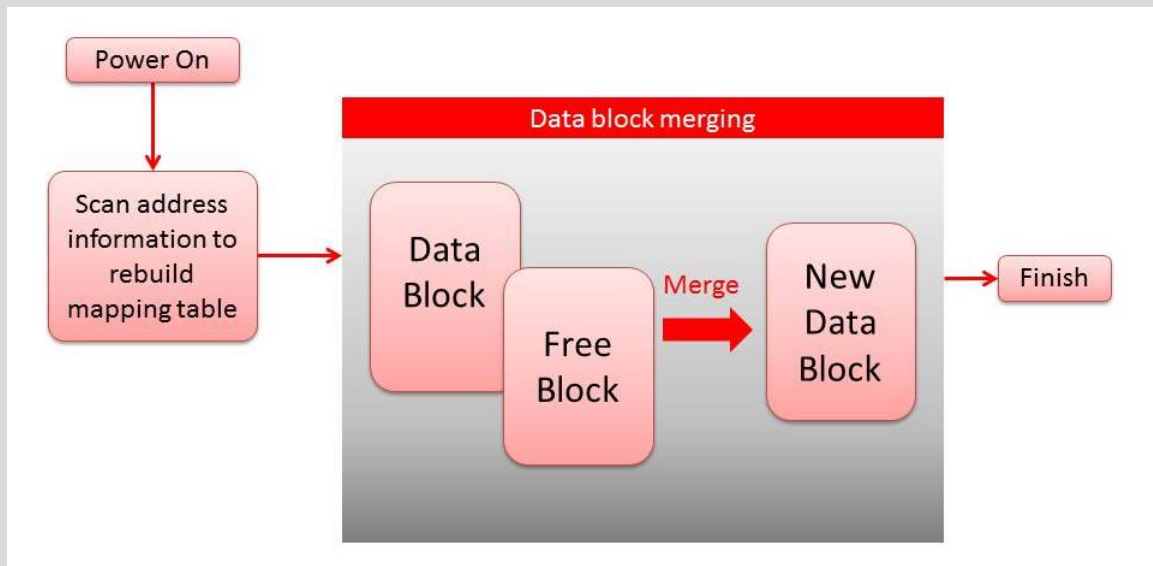 Power On
Scan address
information to
rebuild
mapping table
Data block merging
Data
Block
Free
Block
Merge
New
Data
Block
Finish